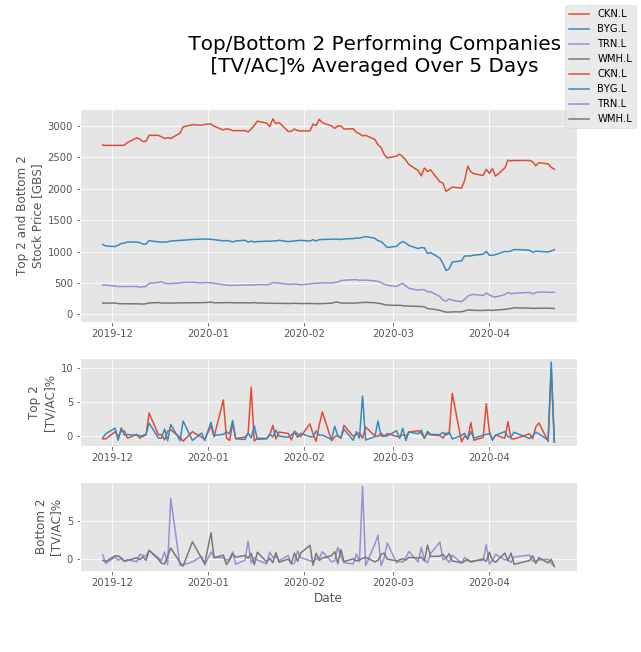 Top/Bottom 2 Performing Companies
[TV/AC]% Averaged Over 5 Days
CKN.L
BYG.L
TRN.L
WMH.L
CKN.L
BYG.L
TRN.L
WMH.L
Top 2 and Bottom 2
Stock Price [GBS]
3000
2500
2000
1500
1000
500
0
2019-12
2020-01
2020-02
2020-03
2020-04
Top 2
[TV/AC]%
10
5
0
2019-12
2020-01
2020-02
2020-03
2020-04
Bottom 2
[TV/AC]%
5
0
2019-12
2020-01
2020-02
2020-03
2020-04
Date